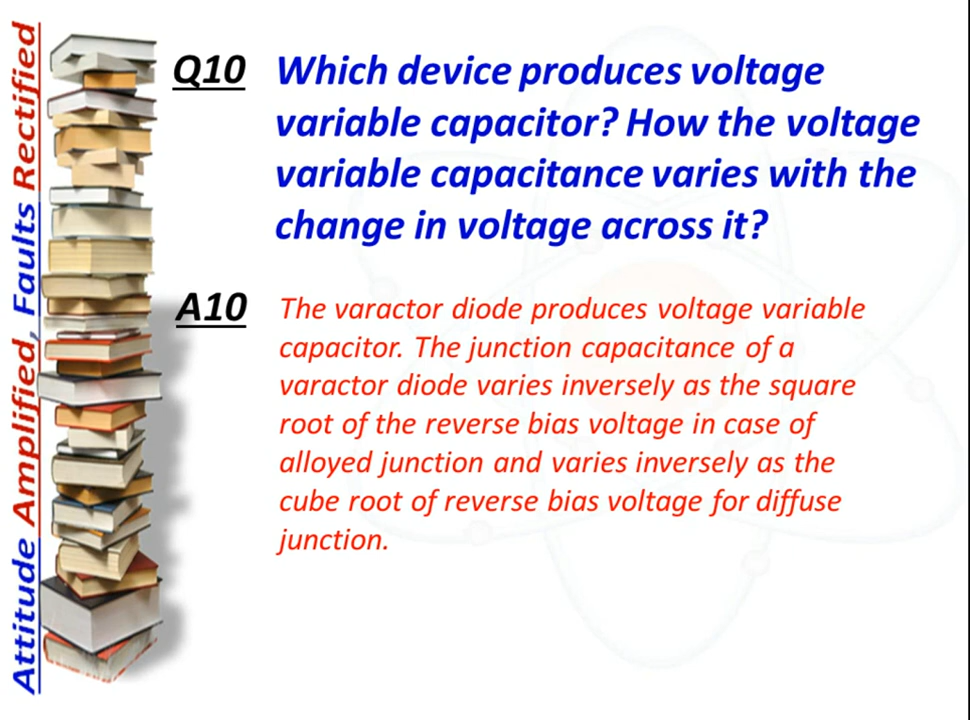 Attitude Amplified, Faults Rectified
Q10 Which device produces voltage
variable capacitor? How the voltage
variable capacitance varies with the
change in voltage across it?
A10 The varactor diode produces voltage variable
capacitor. The junction capacitance of a
varactor diode varies inversely as the square
root of the reverse bias voltage in case of
alloyed junction and varies inversely as the
cube root of reverse bias voltage for diffuse
junction.